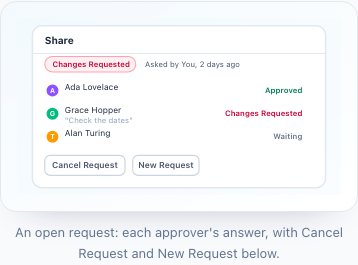 Share
Changes Requested Asked by You, 2 days ago
A Ada Lovelace Approved
G Grace Hopper Changes Requested
"Check the dates"
T Alan Turing Waiting
Cancel Request New Request
An open request: each approver's answer, with Cancel
Request and New Request below.